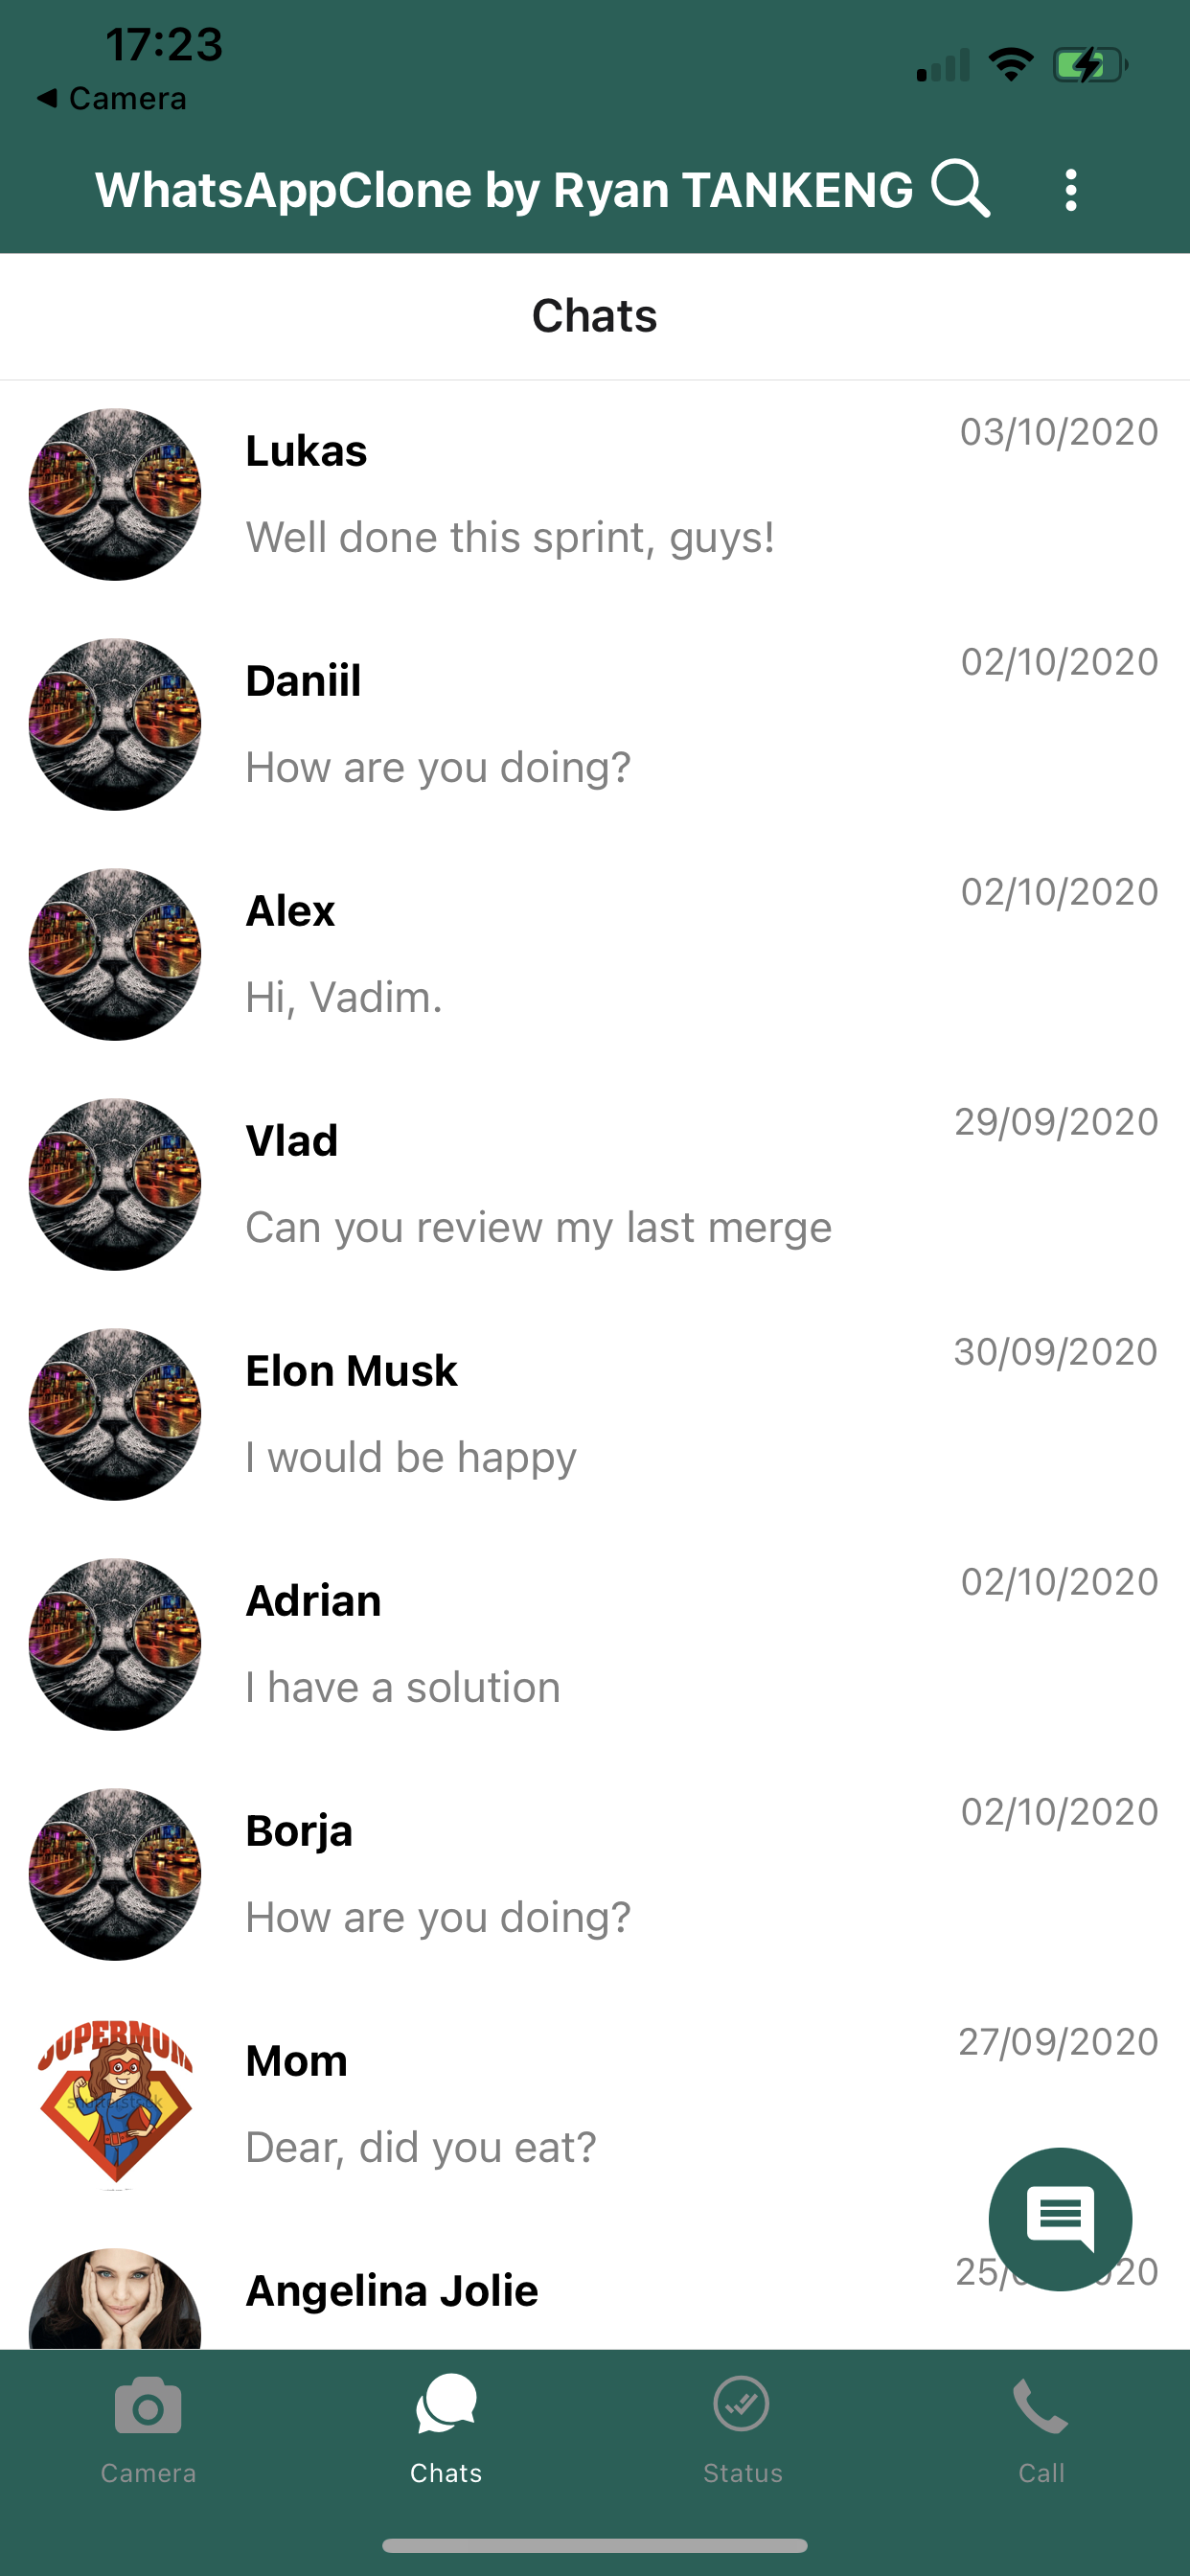 17:23
◀ Camera
WhatsAppClone by Ryan TANKENG
Chats
Lukas
03/10/2020
Well done this sprint, guys!
Daniil
02/10/2020
How are you doing?
Alex
02/10/2020
Hi, Vadim.
Vlad
29/09/2020
Can you review my last merge
Elon Musk
30/09/2020
I would be happy
Adrian
02/10/2020
I have a solution
Borja
02/10/2020
How are you doing?
Mom
27/09/2020
Dear, did you eat?
Angelina Jolie
Camera
Chats
Status
Call